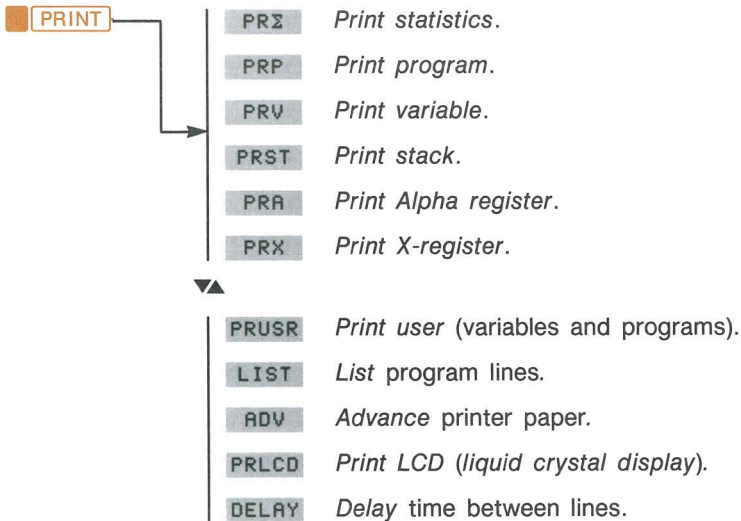 PRINT
PRΣ Print statistics.
PRP Print program.
PRV Print variable.
PRST Print stack.
PRA Print Alpha register.
PRX Print X-register.
PRUSR Print user (variables and programs).
LIST List program lines.
ADV Advance printer paper.
PRLCD Print LCD (liquid crystal display).
DELAY Delay time between lines.